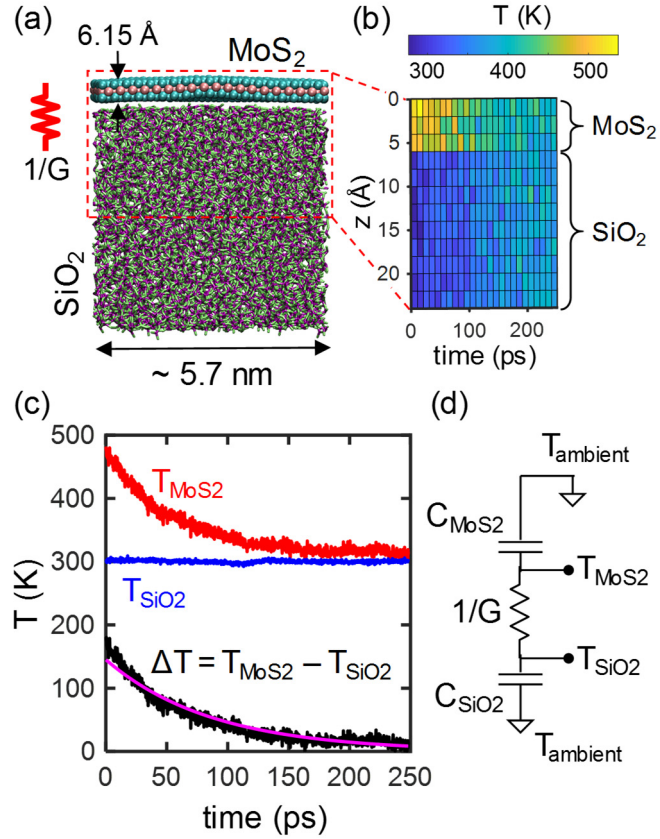 (a)
6.15 Å
MoS2
1/G
SiO2
~ 5.7 nm
(b)
T (K)
300 400 500
0
5
10
15
20
z (Å)
MoS2
SiO2
0 50 100 150 200
time (ps)
(c)
500
400
300
200
100
0
T (K)
TMoS2
TSiO2
ΔT = TMoS2 – TSiO2
0 50 100 150 200 250
time (ps)
(d)
Tambient
CMoS2
TMoS2
1/G
TSiO2
CSiO2
Tambient